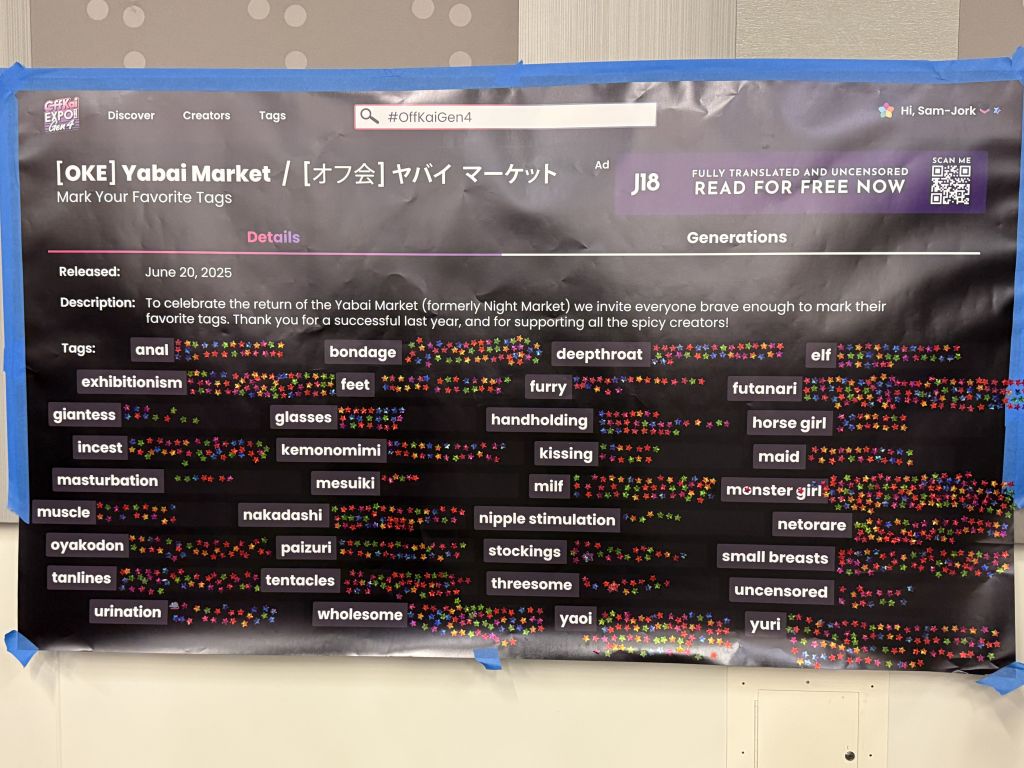 OffKai
EXPO!!
Gen 4
Discover
Creators
Tags
#OffKaiGen4
Hi, Sam-Jork
[OKE] Yabai Market / [オフ会] ヤバイ マーケット
Mark Your Favorite Tags
Ad
J18
FULLY TRANSLATED AND UNCENSORED
READ FOR FREE NOW
SCAN ME
Details
Generations
Released: June 20, 2025
Description: To celebrate the return of the Yabai Market (formerly Night Market) we invite everyone brave enough to mark their
favorite tags. Thank you for a successful last year, and for supporting all the spicy creators!
Tags: anal bondage deepthroat elf
exhibitionism feet furry futanari
giantess glasses handholding horse girl
incest kemonomimi kissing maid
masturbation mesuiki milf monster girl
muscle nakadashi nipple stimulation netorare
oyakodon paizuri stockings small breasts
tanlines tentacles threesome uncensored
urination wholesome yaoi yuri